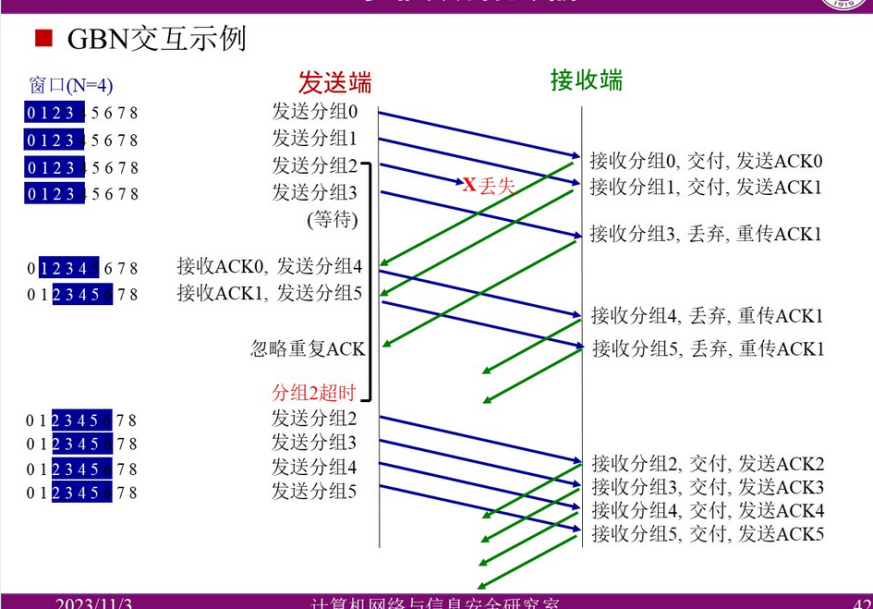 GBN交互示例
窗口(N=4)
发送端
接收端
0 1 2 3 4 5 6 7 8
发送分组0
0 1 2 3 4 5 6 7 8
发送分组1
接收分组0, 交付, 发送ACK0
0 1 2 3 4 5 6 7 8
发送分组2
X丢失
接收分组1, 交付, 发送ACK1
0 1 2 3 4 5 6 7 8
发送分组3
(等待)
接收分组3, 丢弃, 重传ACK1
0 1 2 3 4 5 6 7 8
接收ACK0, 发送分组4
0 1 2 3 4 5 6 7 8
接收ACK1, 发送分组5
接收分组4, 丢弃, 重传ACK1
忽略重复ACK
接收分组5, 丢弃, 重传ACK1
分组2超时
0 1 2 3 4 5 6 7 8
发送分组2
0 1 2 3 4 5 6 7 8
发送分组3
0 1 2 3 4 5 6 7 8
发送分组4
0 1 2 3 4 5 6 7 8
发送分组5
接收分组2, 交付, 发送ACK2
接收分组3, 交付, 发送ACK3
接收分组4, 交付, 发送ACK4
接收分组5, 交付, 发送ACK5
2023/11/3
计算机网络与信息安全研究室
42